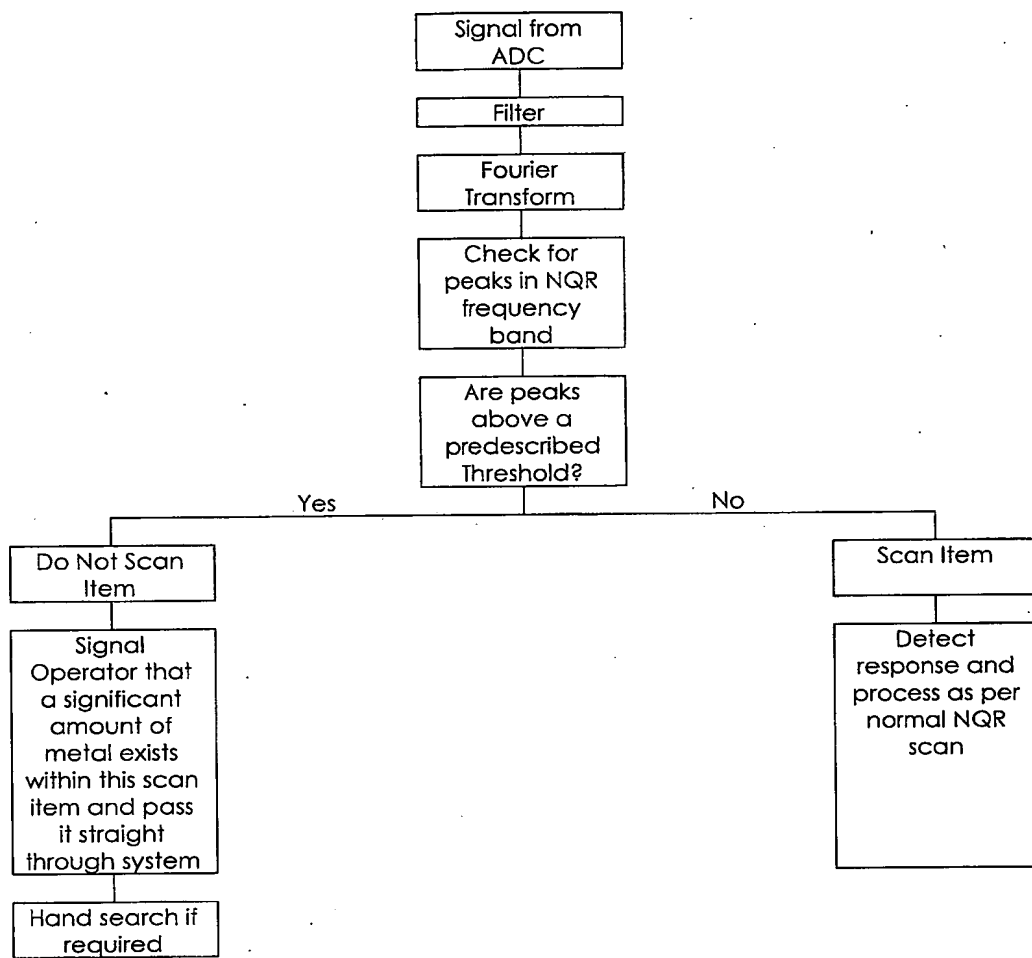 Signal from
ADC
Filter
Fourier
Transform
Check for
peaks in NQR
frequency
band
Are peaks
above a
predescribed
Threshold?
Yes
No
Do Not Scan
Item
Signal
Operator that
a significant
amount of
metal exists
within this scan
item and pass
it straight
through system
Hand search if
required
Scan Item
Detect
response and
process as per
normal NQR
scan